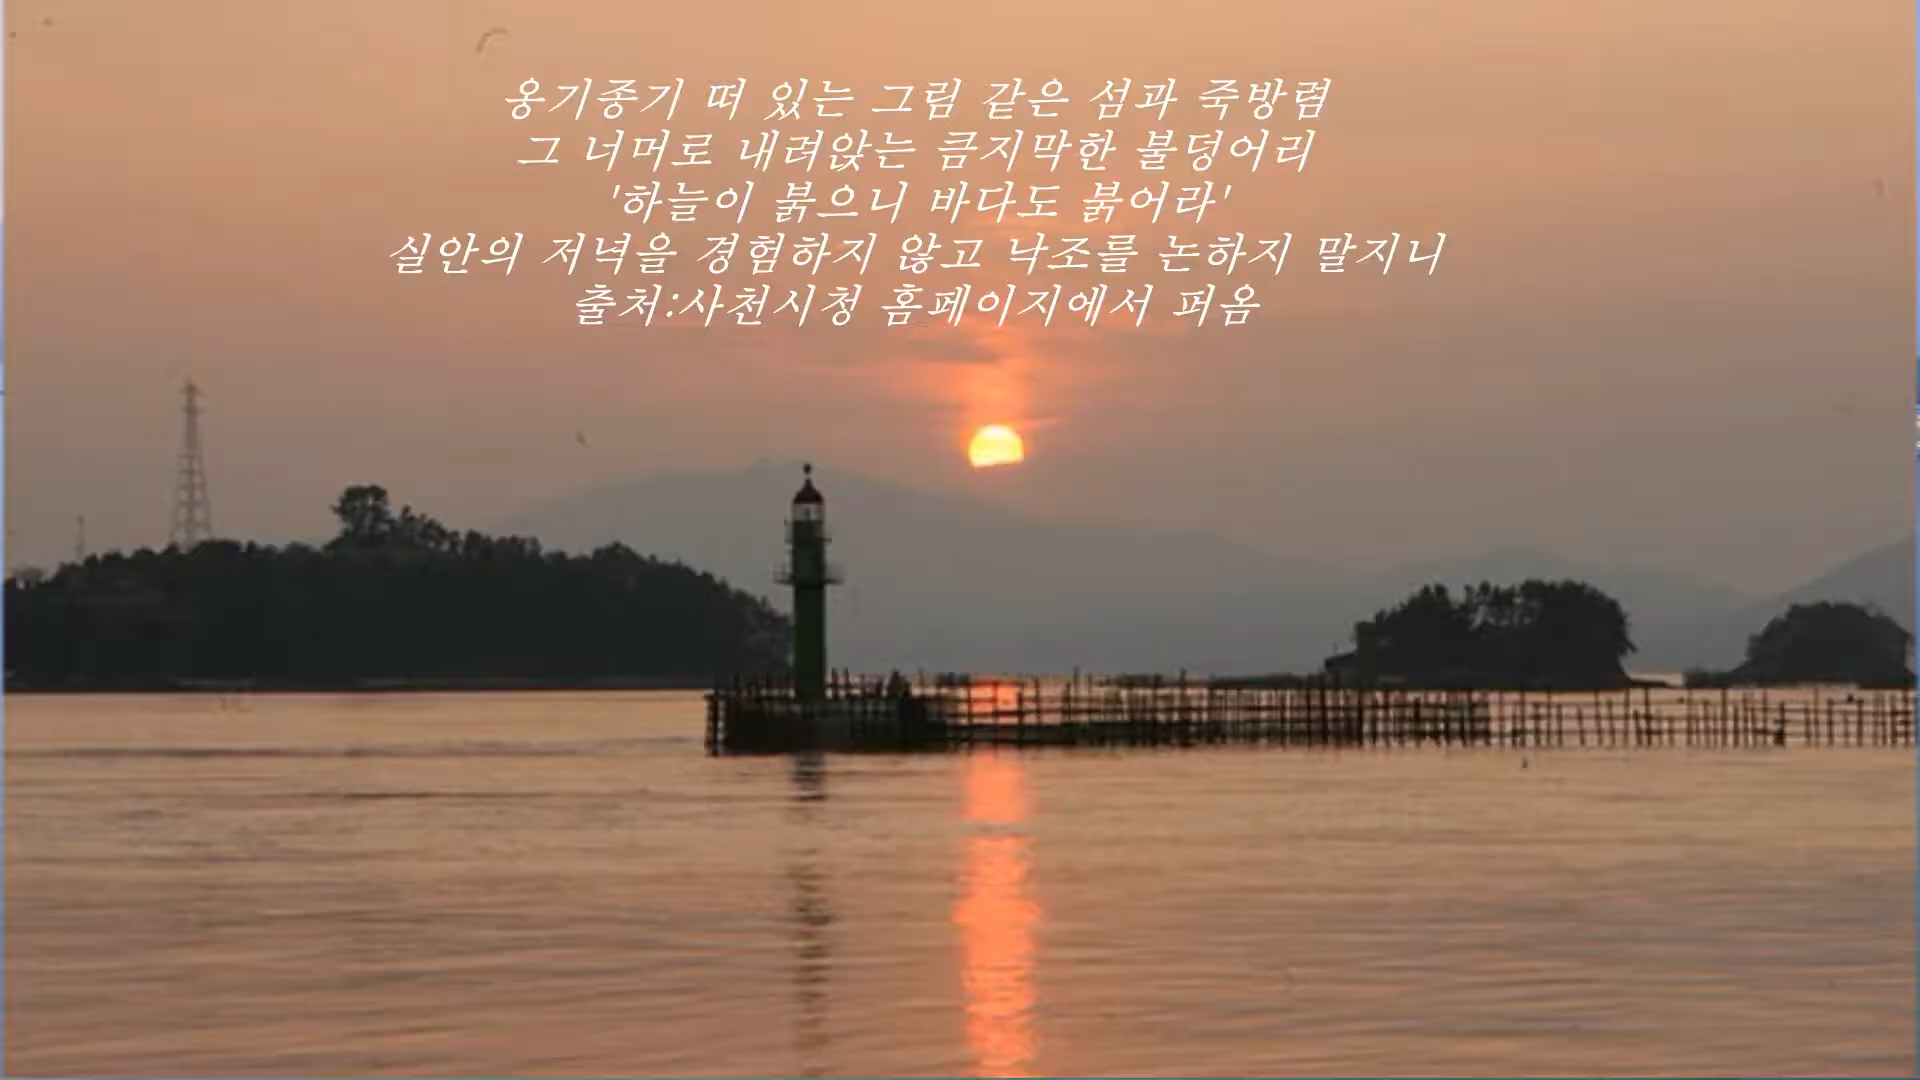 옹기종기 떠 있는 그림 같은 섬과 죽방렴
그 너머로 내려앉는 큼지막한 불덩어리
'하늘이 붉으니 바다도 붉어라'
실안의 저녁을 경험하지 않고 낙조를 논하지 말지니
출처:사천시청 홈페이지에서 퍼옴